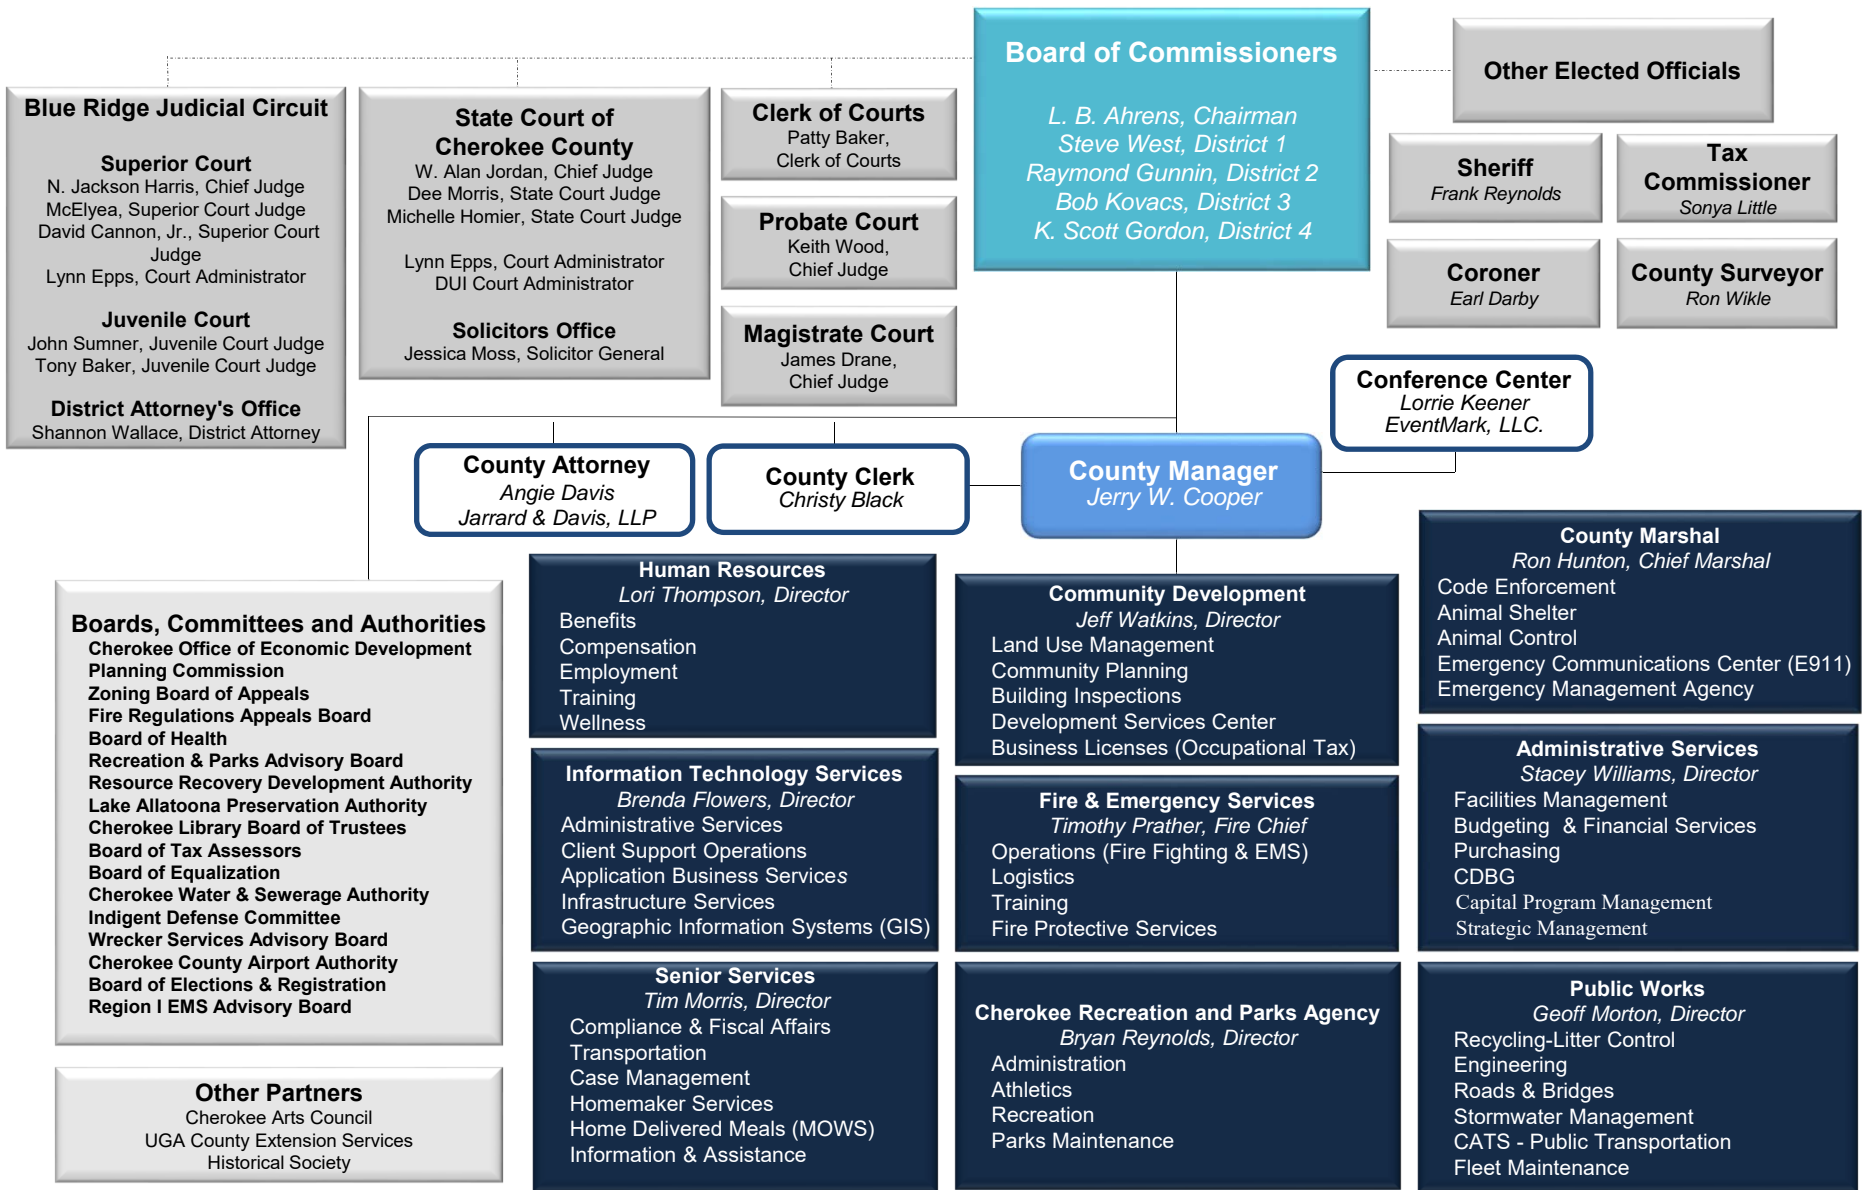 Board of Commissioners
L. B. Ahrens, Chairman
Steve West, District 1
Raymond Gunnin, District 2
Bob Kovacs, District 3
K. Scott Gordon, District 4
Other Elected Officials
Blue Ridge Judicial Circuit
Superior Court
N. Jackson Harris, Chief Judge
McElyea, Superior Court Judge
David Cannon, Jr., Superior Court
Judge
Lynn Epps, Court Administrator
Juvenile Court
John Sumner, Juvenile Court Judge
Tony Baker, Juvenile Court Judge
District Attorney's Office
Shannon Wallace, District Attorney
State Court of
Cherokee County
W. Alan Jordan, Chief Judge
Dee Morris, State Court Judge
Michelle Homier, State Court Judge
Lynn Epps, Court Administrator
DUI Court Administrator
Solicitors Office
Jessica Moss, Solicitor General
Clerk of Courts
Patty Baker,
Clerk of Courts
Probate Court
Keith Wood,
Chief Judge
Magistrate Court
James Drane,
Chief Judge
Sheriff
Frank Reynolds
Tax
Commissioner
Sonya Little
Coroner
Earl Darby
County Surveyor
Ron Wikle
Conference Center
Lorrie Keener
EventMark, LLC.
County Attorney
Angie Davis
Jarrard & Davis, LLP
County Clerk
Christy Black
County Manager
Jerry W. Cooper
Boards, Committees and Authorities
Cherokee Office of Economic Development
Planning Commission
Zoning Board of Appeals
Fire Regulations Appeals Board
Board of Health
Recreation & Parks Advisory Board
Resource Recovery Development Authority
Lake Allatoona Preservation Authority
Cherokee Library Board of Trustees
Board of Tax Assessors
Board of Equalization
Cherokee Water & Sewerage Authority
Indigent Defense Committee
Wrecker Services Advisory Board
Cherokee County Airport Authority
Board of Elections & Registration
Region I EMS Advisory Board
Other Partners
Cherokee Arts Council
UGA County Extension Services
Historical Society
Human Resources
Lori Thompson, Director
Benefits
Compensation
Employment
Training
Wellness
Information Technology Services
Brenda Flowers, Director
Administrative Services
Client Support Operations
Application Business Services
Infrastructure Services
Geographic Information Systems (GIS)
Senior Services
Tim Morris, Director
Compliance & Fiscal Affairs
Transportation
Case Management
Homemaker Services
Home Delivered Meals (MOWS)
Information & Assistance
Community Development
Jeff Watkins, Director
Land Use Management
Community Planning
Building Inspections
Development Services Center
Business Licenses (Occupational Tax)
Fire & Emergency Services
Timothy Prather, Fire Chief
Operations (Fire Fighting & EMS)
Logistics
Training
Fire Protective Services
Cherokee Recreation and Parks Agency
Bryan Reynolds, Director
Administration
Athletics
Recreation
Parks Maintenance
County Marshal
Ron Hunton, Chief Marshal
Code Enforcement
Animal Shelter
Animal Control
Emergency Communications Center (E911)
Emergency Management Agency
Administrative Services
Stacey Williams, Director
Facilities Management
Budgeting & Financial Services
Purchasing
CDBG
Capital Program Management
Strategic Management
Public Works
Geoff Morton, Director
Recycling-Litter Control
Engineering
Roads & Bridges
Stormwater Management
CATS - Public Transportation
Fleet Maintenance